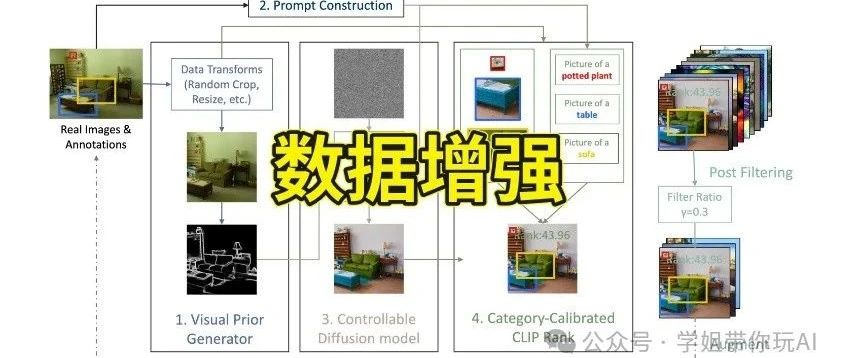 2. Prompt Construction
Real Images &
Annotations
Data Transforms
(Random Crop,
Resize, etc.)
1. Visual Prior
Generator
3. Controllable
Diffusion model
Picture of a
potted plant
Picture of a
table
Picture of a
sofa
Rank:43.96
4. Category-Calibrated
CLIP Rank
Rank:43.96
Post Filtering
Filter Ratio
γ=0.3
Rank:43.96
Augment
数据增强
公众号 · 学姐带你玩AI